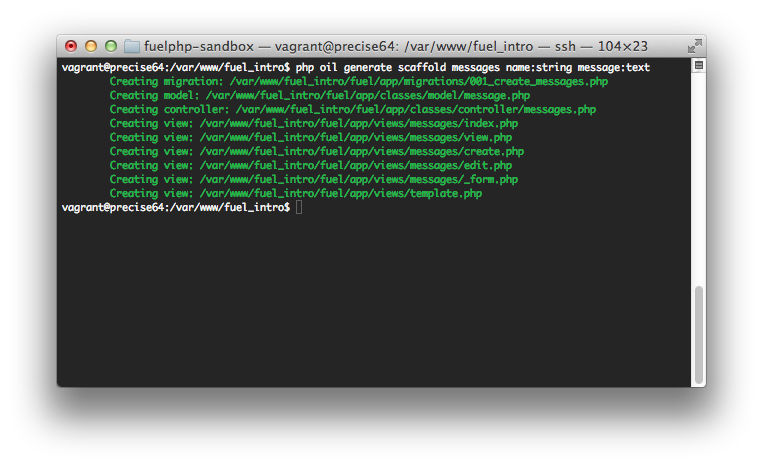 fuelphp-sandbox — vagrant@precise64: /var/www/fuel_intro — ssh — 104×23
vagrant@precise64:/var/www/fuel_intro$ php oil generate scaffold messages name:string message:text
Creating migration: /var/www/fuel_intro/fuel/app/migrations/001_create_messages.php
Creating model: /var/www/fuel_intro/fuel/app/classes/model/message.php
Creating controller: /var/www/fuel_intro/fuel/app/classes/controller/messages.php
Creating view: /var/www/fuel_intro/fuel/app/views/messages/index.php
Creating view: /var/www/fuel_intro/fuel/app/views/messages/view.php
Creating view: /var/www/fuel_intro/fuel/app/views/messages/create.php
Creating view: /var/www/fuel_intro/fuel/app/views/messages/edit.php
Creating view: /var/www/fuel_intro/fuel/app/views/messages/_form.php
Creating view: /var/www/fuel_intro/fuel/app/views/template.php
vagrant@precise64:/var/www/fuel_intro$